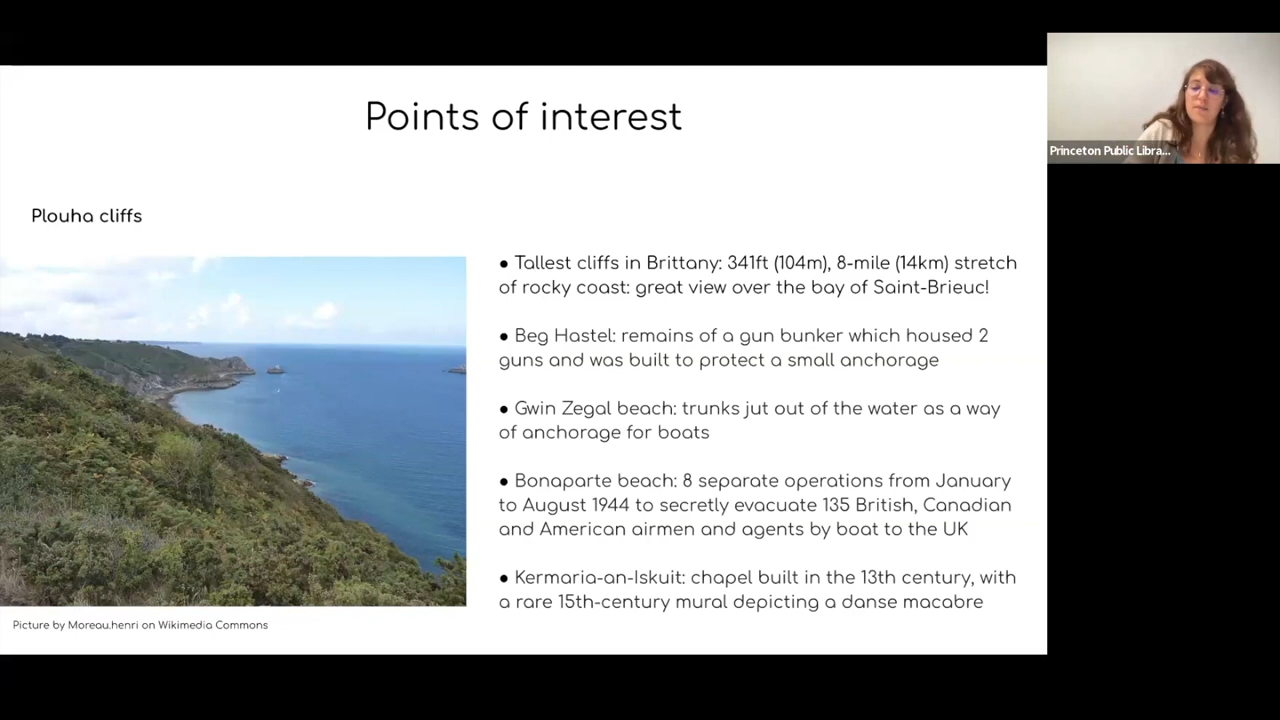 Points of interest
Princeton Public Libra...
Plouha cliffs
● Tallest cliffs in Brittany: 341ft (104m), 8-mile (14km) stretch
of rocky coast: great view over the bay of Saint-Brieuc!
● Beg Hastel: remains of a gun bunker which housed 2
guns and was built to protect a small anchorage
● Gwin Zegal beach: trunks jut out of the water as a way
of anchorage for boats
● Bonaparte beach: 8 separate operations from January
to August 1944 to secretly evacuate 135 British, Canadian
and American airmen and agents by boat to the UK
● Kermaria-an-Iskuit: chapel built in the 13th century, with
a rare 15th-century mural depicting a danse macabre
Picture by Moreau.henri on Wikimedia Commons